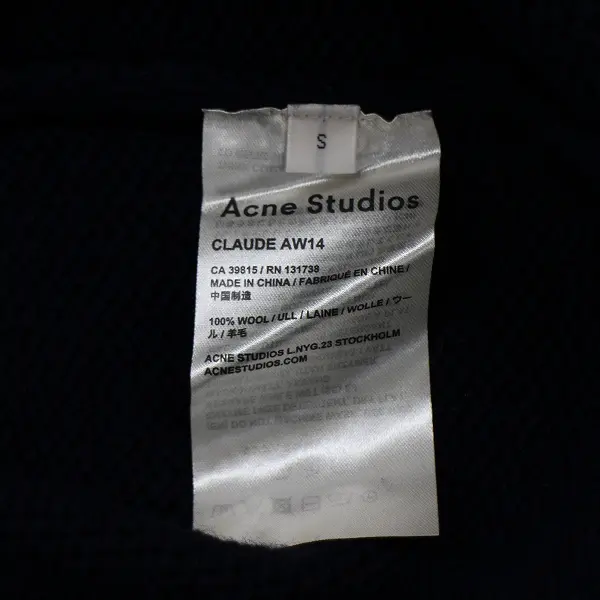 S
Acne Studios
CLAUDE AW14
CA 39815 / RN 131738
MADE IN CHINA / FABRIQUÉ EN CHINE /
中国制造
100% WOOL / ULL / LAINE / WOLLE / ウー
ル / 羊毛
ACNE STUDIOS L.NYG.23 STOCKHOLM
ACNESTUDIOS.COM